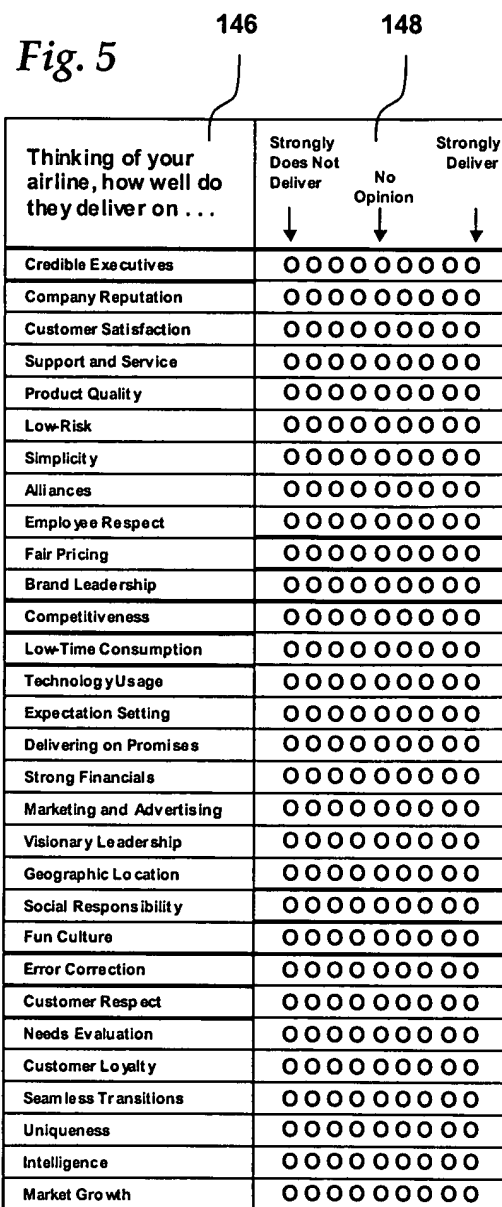 146
148
Fig. 5
Thinking of your
airline, how well do
they deliver on ...
Strongly
Does Not
Deliver
No
Opinion
Strongly
Deliver
Credible Executives O O O O O O O O O
Company Reputation O O O O O O O O O
Customer Satisfaction O O O O O O O O O
Support and Service O O O O O O O O O
Product Quality O O O O O O O O O
Low-Risk O O O O O O O O O
Simplicity O O O O O O O O O
Alliances O O O O O O O O O
Employee Respect O O O O O O O O O
Fair Pricing O O O O O O O O O
Brand Leadership O O O O O O O O O
Competitiveness O O O O O O O O O
Low-Time Consumption O O O O O O O O O
Technology Usage O O O O O O O O O
Expectation Setting O O O O O O O O O
Delivering on Promises O O O O O O O O O
Strong Financials O O O O O O O O O
Marketing and Advertising O O O O O O O O O
Visionary Leadership O O O O O O O O O
Geographic Location O O O O O O O O O
Social Responsibility O O O O O O O O O
Fun Culture O O O O O O O O O
Error Correction O O O O O O O O O
Customer Respect O O O O O O O O O
Needs Evaluation O O O O O O O O O
Customer Loyalty O O O O O O O O O
Seamless Transitions O O O O O O O O O
Uniqueness O O O O O O O O O
Intelligence O O O O O O O O O
Market Growth O O O O O O O O O